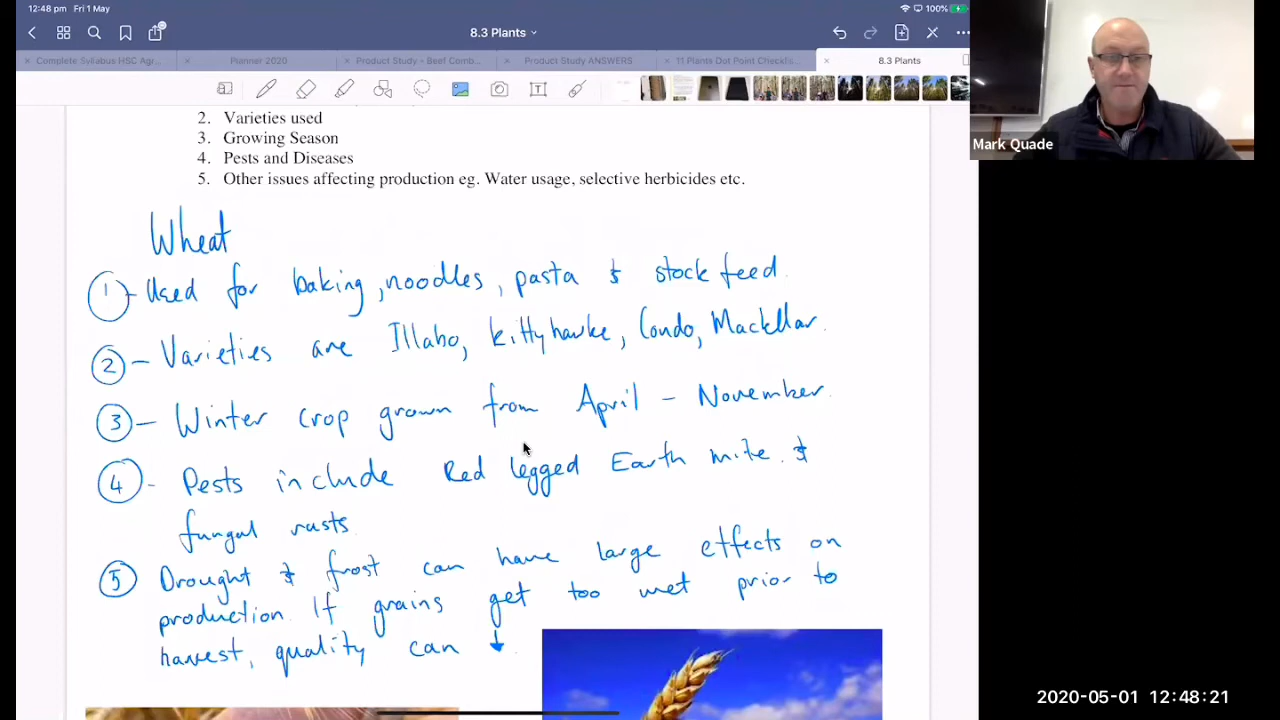 12:48 pm Fri 1 May
100%
8.3 Plants
Complete Syllabus HSC Agr...
Planner 2020
Product Study - Beef Comb...
Product Study ANSWERS
11 Plants Dot Point Checklis...
8.3 Plants
2. Varieties used
3. Growing Season
4. Pests and Diseases
5. Other issues affecting production eg. Water usage, selective herbicides etc.
Wheat
1 - Used for baking, noodles, pasta & stock feed.
2 - Varieties are Illabo, kittyhawke, Condo, Mackellar.
3 - Winter crop grown from April - November.
4 - Pests include Red legged Earth mite. &
fungal rusts.
5 Drought & frost can have large effects on
production. If grains get too wet prior to
harvest, quality can ↓.
Mark Quade
2020-05-01 12:48:21